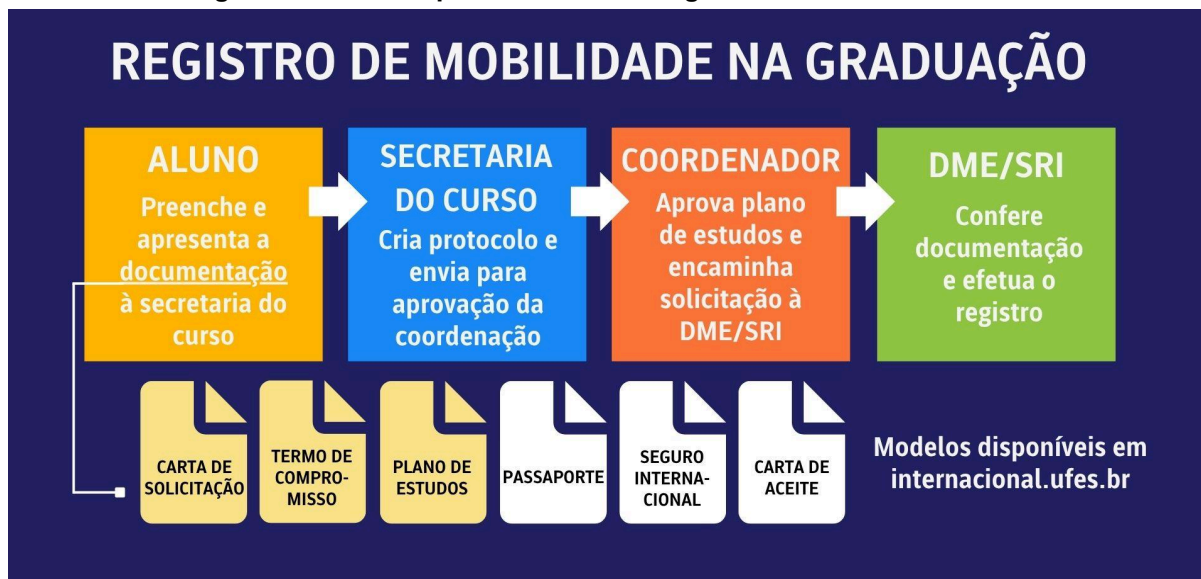 REGISTRO DE MOBILIDADE NA GRADUAÇÃO
ALUNO
Preenche e
apresenta a
documentação
à secretaria do
curso
SECRETARIA
DO CURSO
Cria protocolo e
envia para
aprovação da
coordenação
COORDENADOR
Aprova plano
de estudos e
encaminha
solicitação à
DME/SRI
DME/SRI
Confere
documentação
e efetua o
registro
CARTA DE
SOLICITAÇÃO
TERMO DE
COMPRO-
MISSO
PLANO DE
ESTUDOS
PASSAPORTE
SEGURO
INTERNA-
CIONAL
CARTA DE
ACEITE
Modelos disponíveis em
internacional.ufes.br